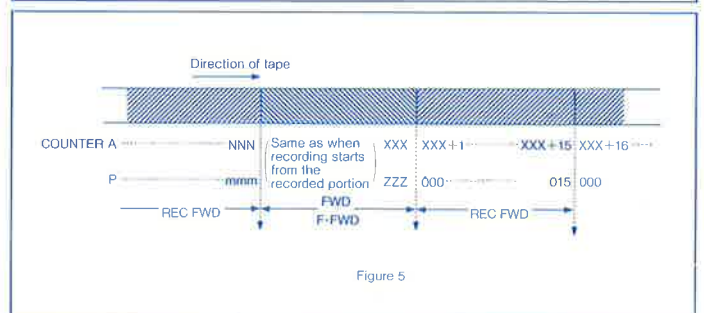 Direction of tape
COUNTER A NNN (Same as when recording starts from the recorded portion) XXX XXX+1 XXX+15 XXX+16
P mmm ZZZ 000 015 000
REC FWD FWD F·FWD REC FWD
Figure 5